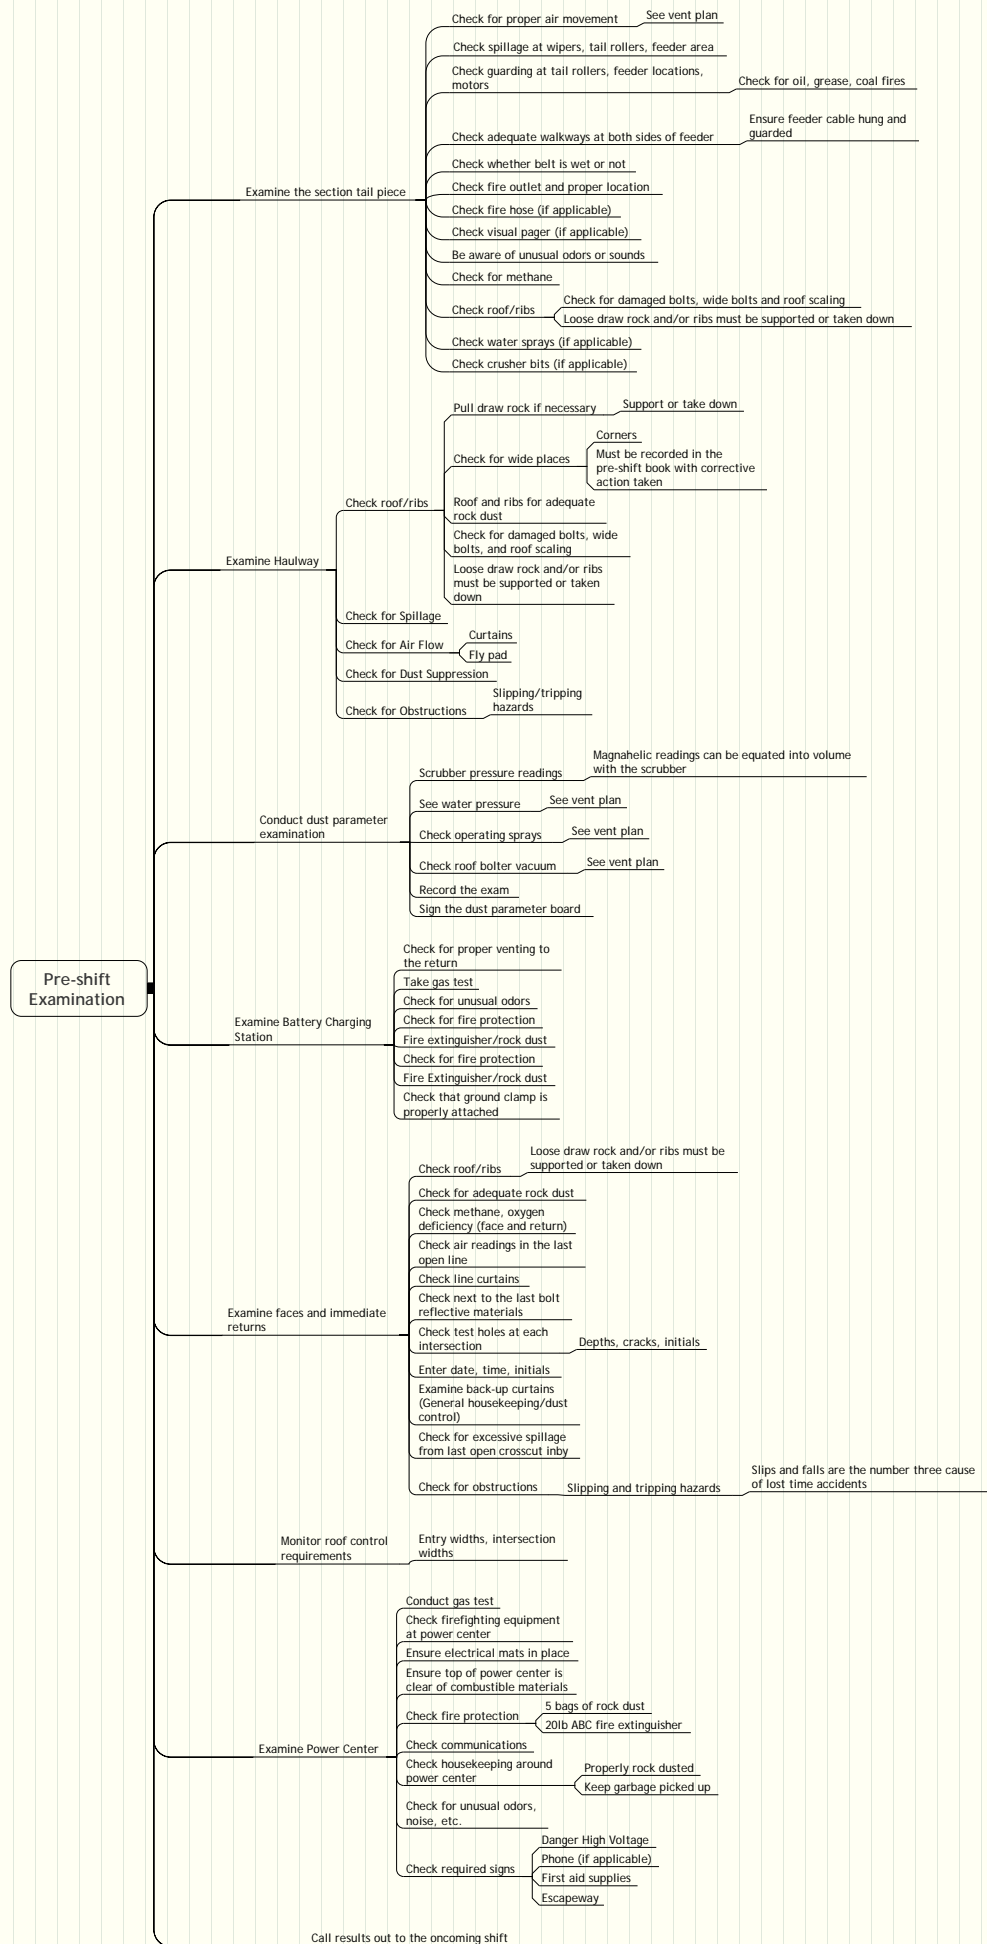 Pre-shift
Examination
Examine the section tail piece
Check for proper air movement
See vent plan
Check spillage at wipers, tail rollers, feeder area
Check guarding at tail rollers, feeder locations,
motors
Check for oil, grease, coal fires
Check adequate walkways at both sides of feeder
Ensure feeder cable hung and
guarded
Check whether belt is wet or not
Check fire outlet and proper location
Check fire hose (if applicable)
Check visual pager (if applicable)
Be aware of unusual odors or sounds
Check for methane
Check roof/ribs
Check for damaged bolts, wide bolts and roof scaling
Loose draw rock and/or ribs must be supported or taken down
Check water sprays (if applicable)
Check crusher bits (if applicable)
Examine Haulway
Check roof/ribs
Pull draw rock if necessary
Support or take down
Check for wide places
Corners
Must be recorded in the
pre-shift book with corrective
action taken
Roof and ribs for adequate
rock dust
Check for damaged bolts, wide
bolts, and roof scaling
Loose draw rock and/or ribs
must be supported or taken
down
Check for Spillage
Check for Air Flow
Curtains
Fly pad
Check for Dust Suppression
Check for Obstructions
Slipping/tripping
hazards
Conduct dust parameter
examination
Scrubber pressure readings
Magnahelic readings can be equated into volume
with the scrubber
See water pressure
See vent plan
Check operating sprays
See vent plan
Check roof bolter vacuum
See vent plan
Record the exam
Sign the dust parameter board
Examine Battery Charging
Station
Check for proper venting to
the return
Take gas test
Check for unusual odors
Check for fire protection
Fire extinguisher/rock dust
Check for fire protection
Fire Extinguisher/rock dust
Check that ground clamp is
properly attached
Examine faces and immediate
returns
Check roof/ribs
Loose draw rock and/or ribs must be
supported or taken down
Check for adequate rock dust
Check methane, oxygen
deficiency (face and return)
Check air readings in the last
open line
Check line curtains
Check next to the last bolt
reflective materials
Check test holes at each
intersection
Depths, cracks, initials
Enter date, time, initials
Examine back-up curtains
(General housekeeping/dust
control)
Check for excessive spillage
from last open crosscut inby
Check for obstructions
Slipping and tripping hazards
Slips and falls are the number three cause
of lost time accidents
Monitor roof control
requirements
Entry widths, intersection
widths
Examine Power Center
Conduct gas test
Check firefighting equipment
at power center
Ensure electrical mats in place
Ensure top of power center is
clear of combustible materials
Check fire protection
5 bags of rock dust
20lb ABC fire extinguisher
Check communications
Check housekeeping around
power center
Properly rock dusted
Keep garbage picked up
Check for unusual odors,
noise, etc.
Check required signs
Danger High Voltage
Phone (if applicable)
First aid supplies
Escapeway
Call results out to the oncoming shift